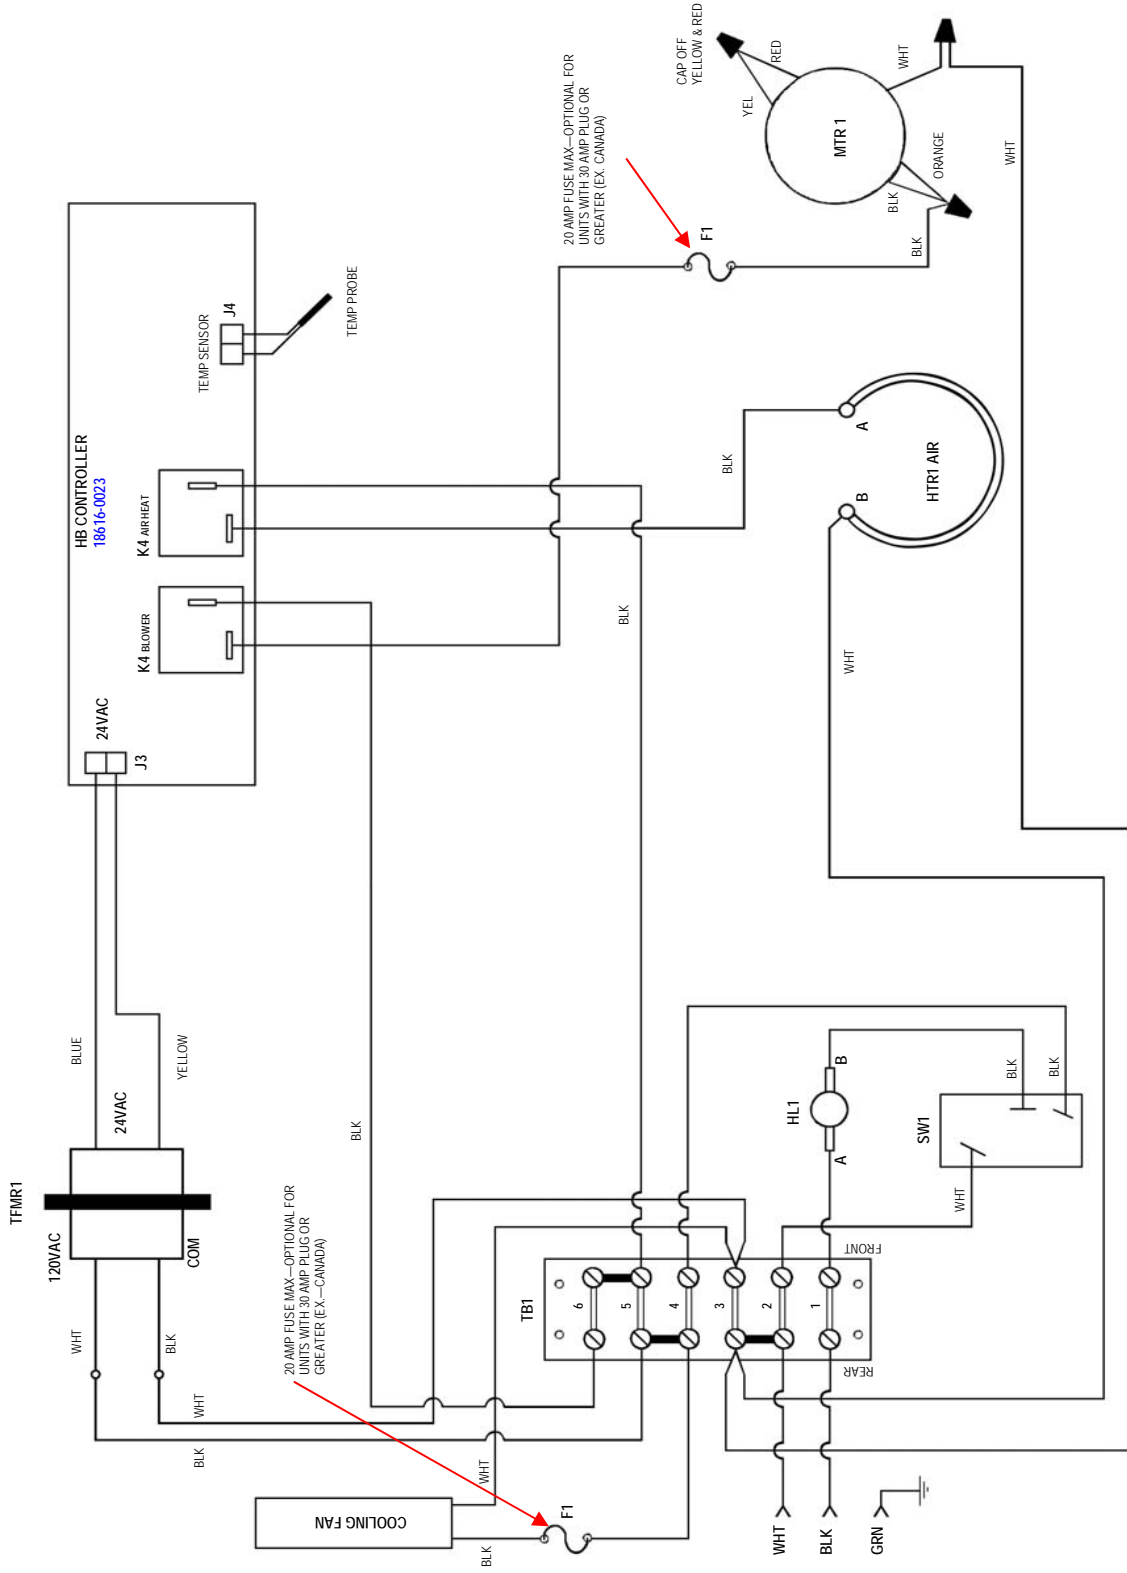 TFMR1
120VAC
COM
24VAC
BLUE
YELLOW
WHT
BLK
WHT
BLK
HB CONTROLLER
18616-0023
24VAC
J3
K4 BLOWER
K4 AIR HEAT
TEMP SENSOR
J4
TEMP PROBE
20 AMP FUSE MAX—OPTIONAL FOR
UNITS WITH 30 AMP PLUG OR
GREATER (EX. CANADA)
F1
CAP OFF
YELLOW & RED
YEL
RED
WHT
MTR 1
BLK
ORANGE
BLK
WHT
BLK
A
B
HTR1 AIR
WHT
BLK
BLK
20 AMP FUSE MAX—OPTIONAL FOR
UNITS WITH 30 AMP PLUG OR
GREATER (EX.—CANADA)
COOLING FAN
BLK
WHT
F1
TB1
6
5
4
3
2
1
FRONT
REAR
HL1
A
B
SW1
WHT
BLK
BLK
WHT
BLK
GRN